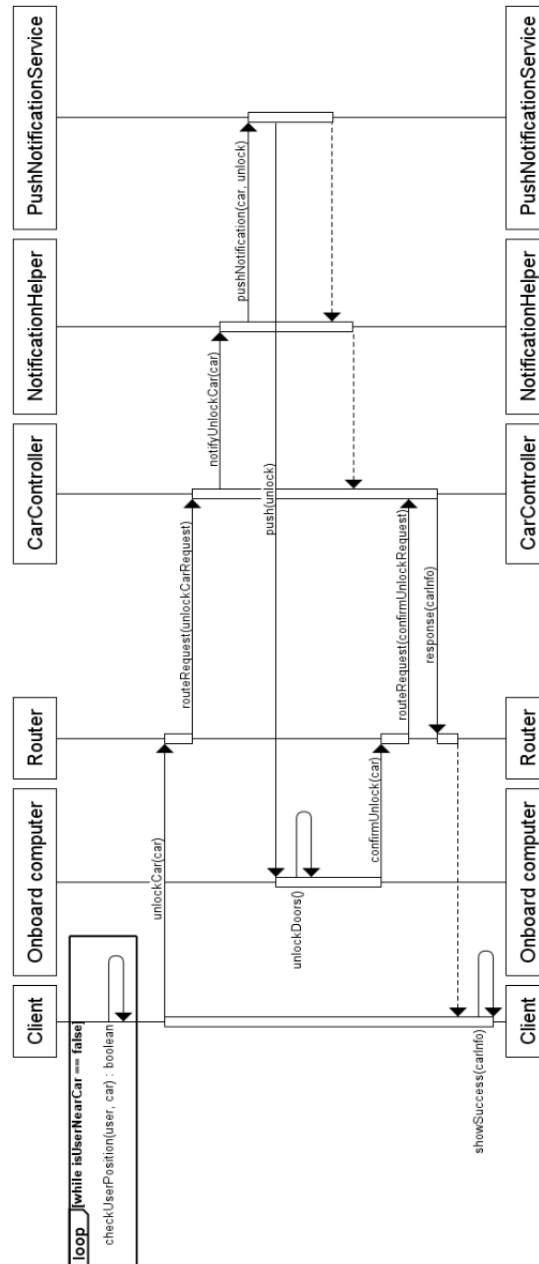 Client
Onboard computer
Router
CarController
NotificationHelper
PushNotificationService
loop
[while isUserNearCar == false]
checkUserPosition(user, car) : boolean
unlockCar(car)
routeRequest(unlockCarRequest)
notifyUnlockCar(car)
pushNotification(car, unlock)
push(unlock)
unlockDoors()
confirmUnlock(car)
routeRequest(confirmUnlockRequest)
response(carInfo)
showSuccess(carInfo)
Client
Onboard computer
Router
CarController
NotificationHelper
PushNotificationService